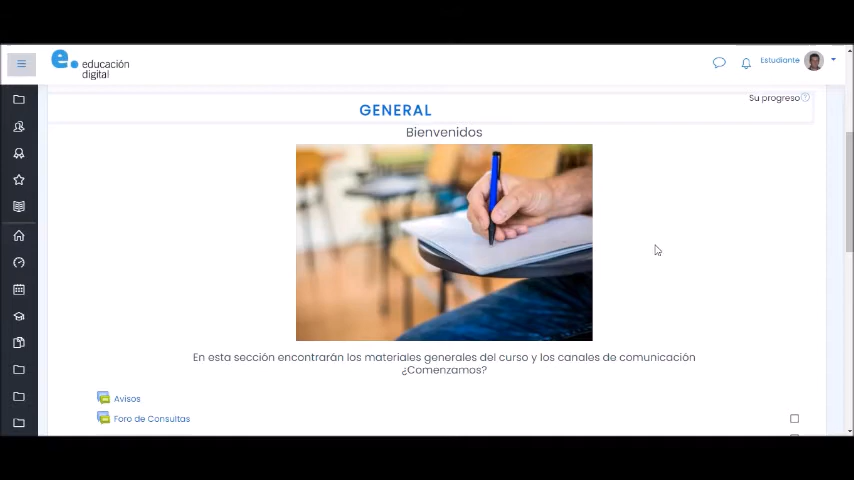 e.
educación
digital
Estudiante
Su progreso
GENERAL
Bienvenidos
En esta sección encontrarán los materiales generales del curso y los canales de comunicación
¿Comenzamos?
Avisos
Foro de Consultas